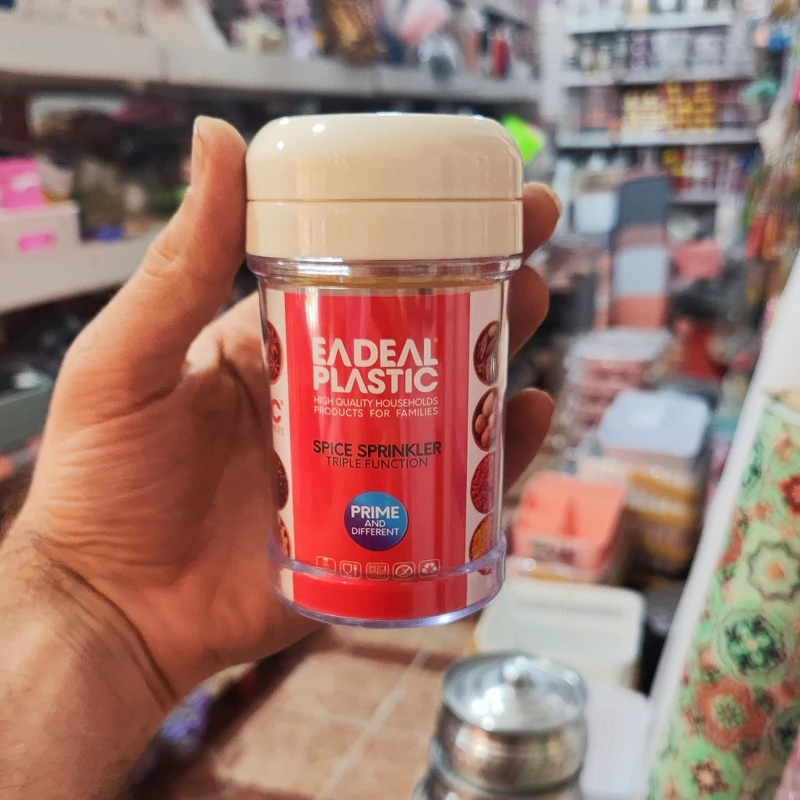 EADEAL®
PLASTIC
HIGH QUALITY HOUSEHOLDS
PRODUCTS FOR FAMILIES
SPICE SPRINKLER
TRIPLE FUNCTION
PRIME
AND
DIFFERENT